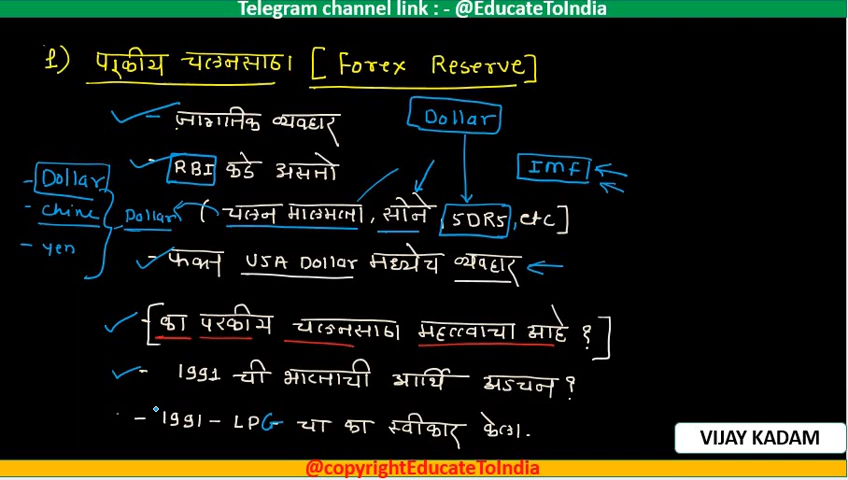 Telegram channel link : - @EducateToIndia
1) परकीय चलनसाठा [ Forex Reserve ]
- जागतिक व्यवहार
Dollar
- RBI कडे असतो
IMF
- Dollar
- chine
- yen
Dollar
( चलन मालमत्ता, सोने, SDRS, etc ]
- फक्त USA Dollar मध्येच व्यवहार
- [ का परकीय चलनसाठा महत्त्वाचा आहे ? ]
- 1991 ची भारताची आर्थि अडचन ?
- 1991 - LPG चा का स्वीकार केला.
VIJAY KADAM
@copyrightEducateToIndia